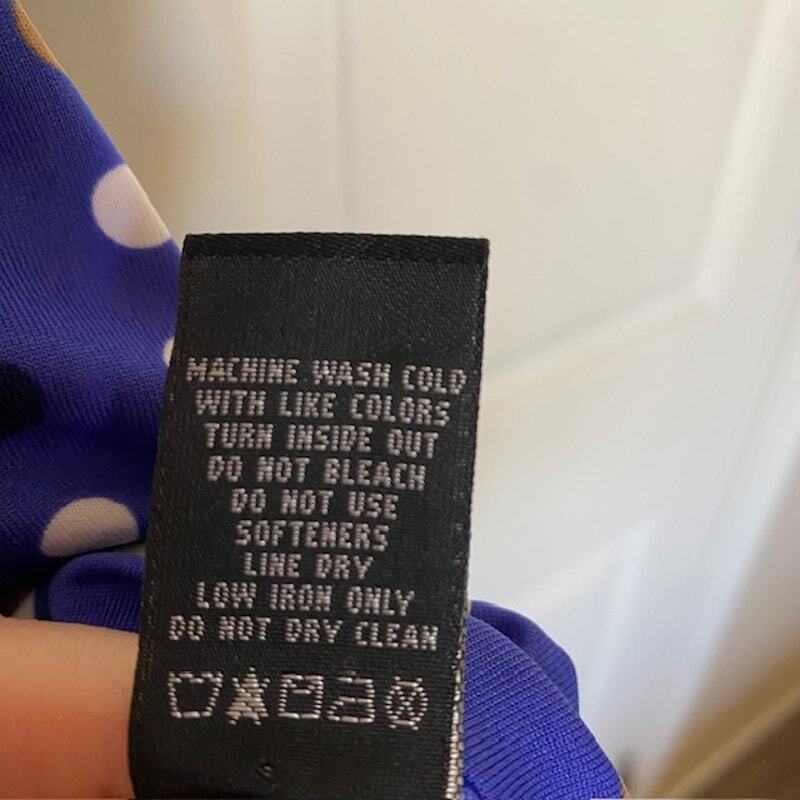 MACHINE WASH COLD
WITH LIKE COLORS
TURN INSIDE OUT
DO NOT BLEACH
DO NOT USE
SOFTENERS
LINE DRY
LOW IRON ONLY
DO NOT DRY CLEAN